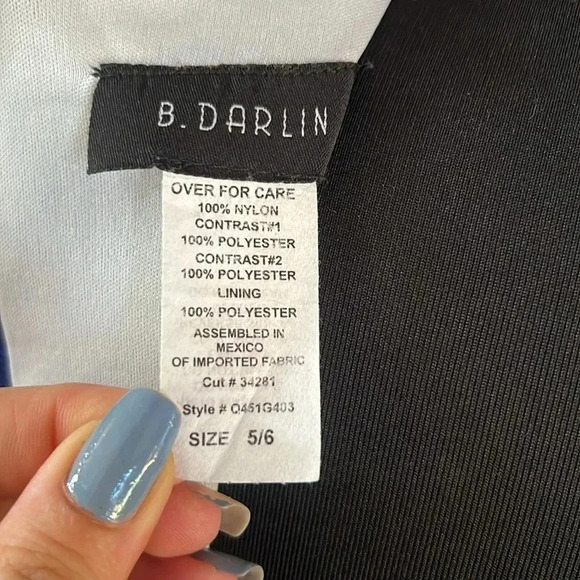 B. DARLIN
OVER FOR CARE
100% NYLON
CONTRAST#1
100% POLYESTER
CONTRAST#2
100% POLYESTER
LINING
100% POLYESTER
ASSEMBLED IN
MEXICO
OF IMPORTED FABRIC
Cut # 34281
Style # O451G403
SIZE 5/6